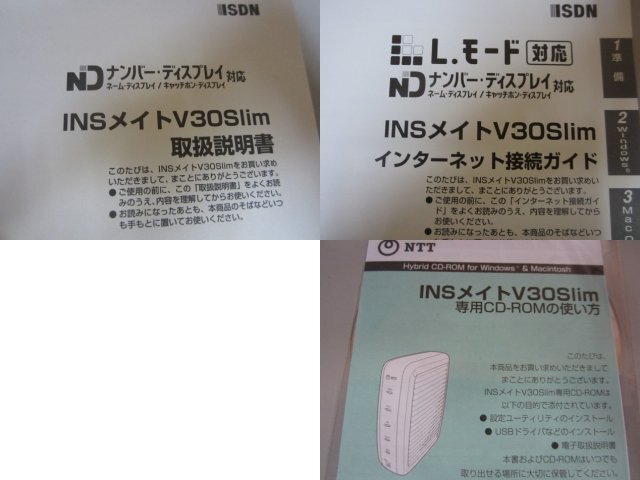 ISDN
ND ナンバー・ディスプレイ 対応
ネーム・ディスプレイ / キャッチホン・ディスプレイ
INSメイトV30Slim
取扱説明書
このたびは、INSメイトV30Slimをお買い求め
いただきまして、まことにありがとうございます。
● ご使用の前に、この「取扱説明書」をよくお読
みのうえ、内容を理解してからお使いください。
● お読みになったあとも、本商品のそばなどいつ
も手もとに置いてお使いください。
ISDN
L.モード 対応
ND ナンバー・ディスプレイ 対応
ネーム・ディスプレイ / キャッチホン・ディスプレイ
INSメイトV30Slim
インターネット接続ガイド
このたびは、INSメイトV30Slimをお買い求めい
ただきまして、まことにありがとうございます。
● ご使用の前に、この「インターネット接続ガイ
ド」をよくお読みのうえ、内容を理解してから
お使いください。
● お読みになったあとも、本商品のそばなどいつ
1
準備
2
Windows®
3
Maco
NTT
Hybrid CD-ROM for Windows® & Macintosh
INSメイトV30Slim
専用CD-ROMの使い方
このたびは、
本商品をお買い求めいただきまして
まことにありがとうございます。
INSメイトV30Slim専用CD-ROMは
以下の目的で添付されています。
● 設定ユーティリティのインストール
● USBドライバなどのインストール
● 電子取扱説明書
本書およびCD-ROMはいつでも
取り出せる場所に大切に保管してください。